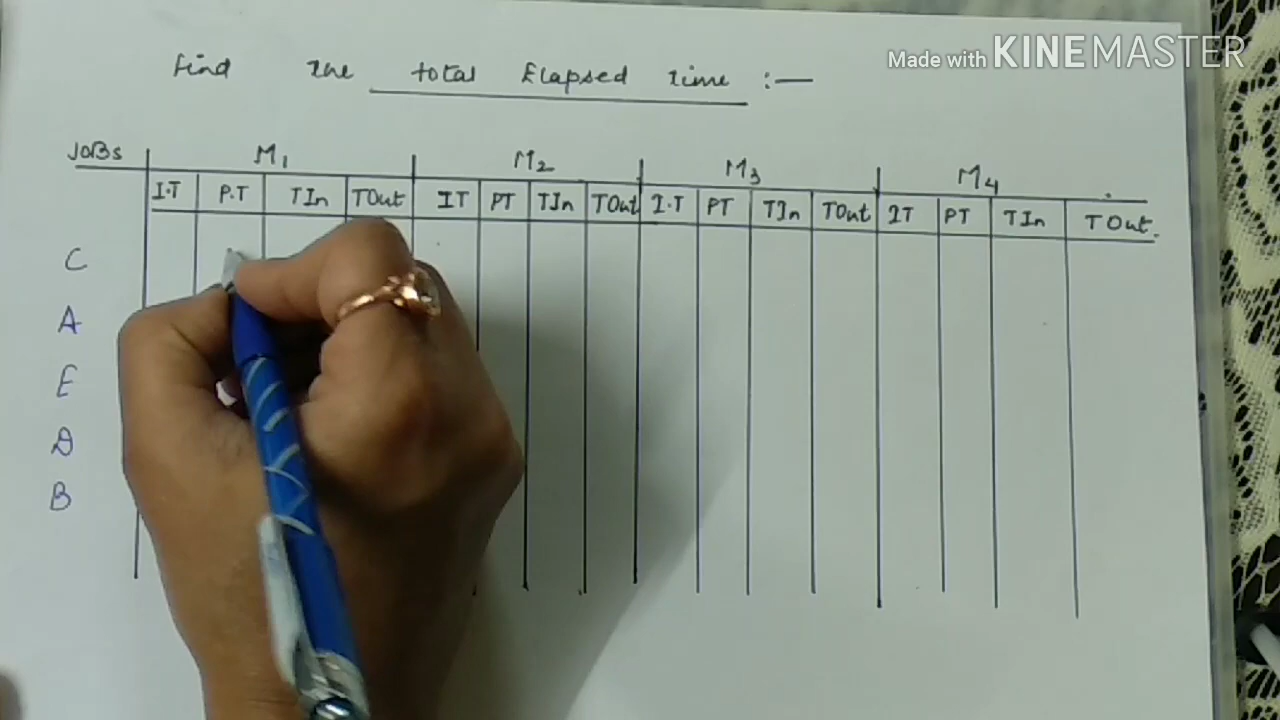 Made with KINEMASTER
Find the total Elapsed time :—
JOBs M1 M2 M3 M4
I.T P.T TIn TOut IT PT TIn TOut I.T PT TIn TOut IT PT TIn TOut.
C
A
E
D
B